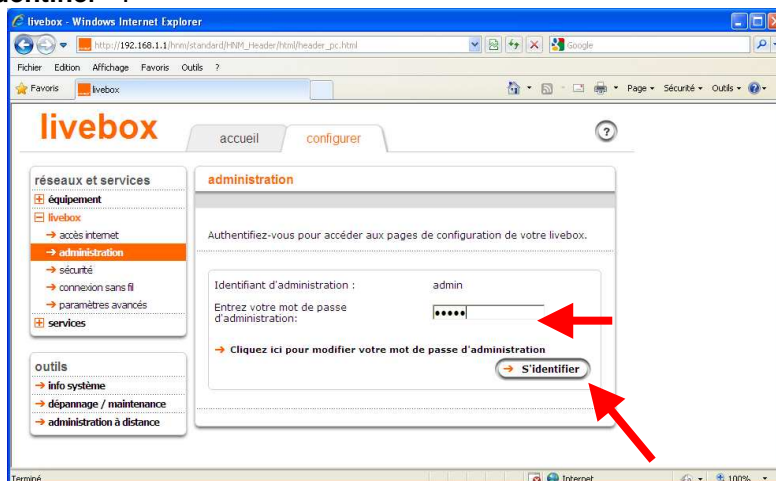 livebox - Windows Internet Explorer
http://192.168.1.1/hnm/standard/HNM_Header/html/header_pc.html
Google
Fichier Edition Affichage Favoris Outils ?
Favoris livebox Page Sécurité Outils
livebox
accueil configurer ?
réseaux et services
équipement
livebox
accès internet
administration
sécurité
connexion sans fil
paramètres avancés
services
outils
info système
dépannage / maintenance
administration à distance
administration
Authentifiez-vous pour accéder aux pages de configuration de votre livebox.
Identifiant d'administration : admin
Entrez votre mot de passe
d'administration: •••••
Cliquez ici pour modifier votre mot de passe d'administration
S'identifier
Terminé Internet 100%